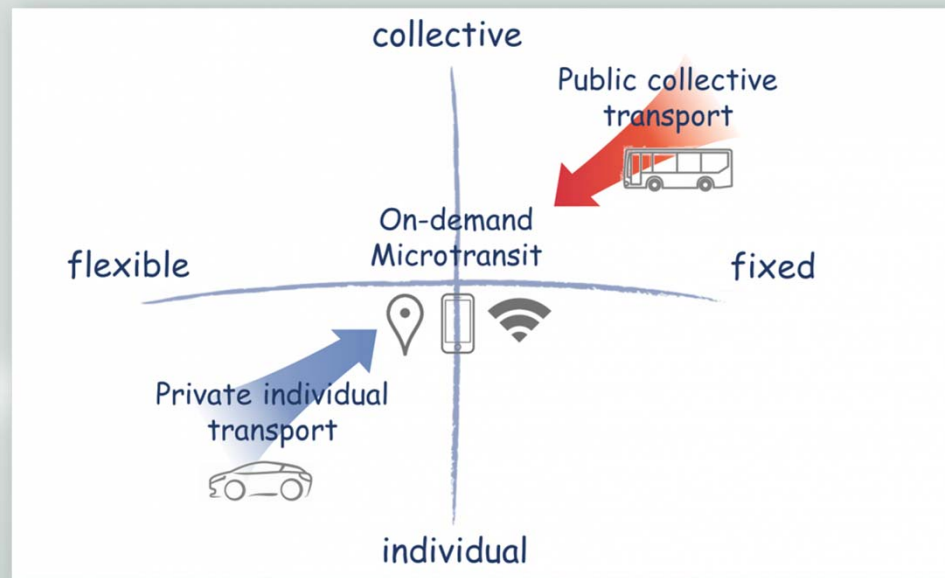 collective
Public collective
transport
On-demand
Microtransit
flexible
fixed
Private individual
transport
individual